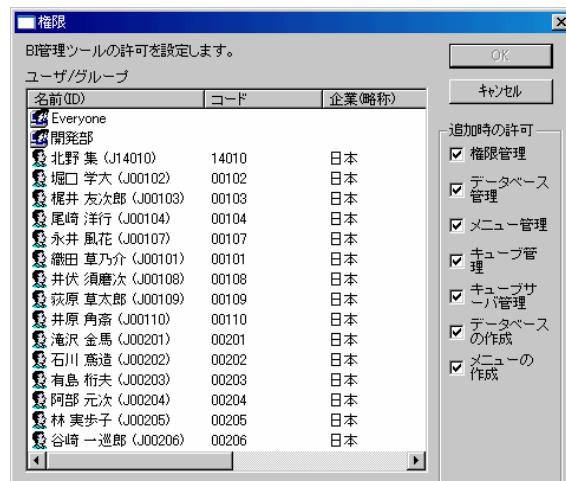 権限
BI管理ツールの許可を設定します。
ユーザ/グループ
名前(ID) コード 企業(略称)
Everyone
開発部
北野 集 (J14010) 14010 日本
堀口 学大 (J00102) 00102 日本
梶井 友次郎 (J00103) 00103 日本
尾崎 洋行 (J00104) 00104 日本
永井 風花 (J00107) 00107 日本
織田 草乃介 (J00101) 00101 日本
井伏 須磨次 (J00108) 00108 日本
荻原 草太郎 (J00109) 00109 日本
井原 角斎 (J00110) 00110 日本
滝沢 金馬 (J00201) 00201 日本
石川 蔦造 (J00202) 00202 日本
有島 桁夫 (J00203) 00203 日本
阿部 元次 (J00204) 00204 日本
林 実歩子 (J00205) 00205 日本
谷崎 一巡郎 (J00206) 00206 日本
OK
キャンセル
追加時の許可
権限管理
データベース
管理
メニュー管理
キューブ管
理
キューブサ
ーバ管理
データベース
の作成
メニューの
作成